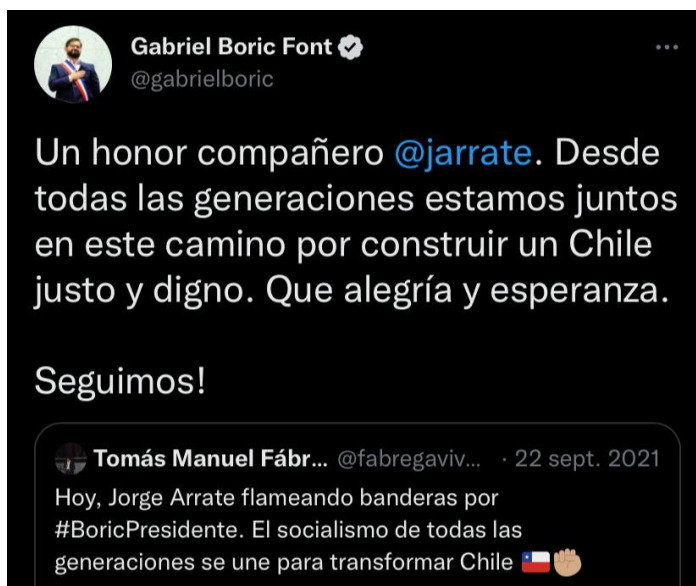 Gabriel Boric Font
@gabrielboric
Un honor compañero @jarrate. Desde
todas las generaciones estamos juntos
en este camino por construir un Chile
justo y digno. Que alegría y esperanza.
Seguimos!
Tomás Manuel Fábr... @fabregaviv... · 22 sept. 2021
Hoy, Jorge Arrate flameando banderas por
#BoricPresidente. El socialismo de todas las
generaciones se une para transformar Chile 🇨🇱✊🏼